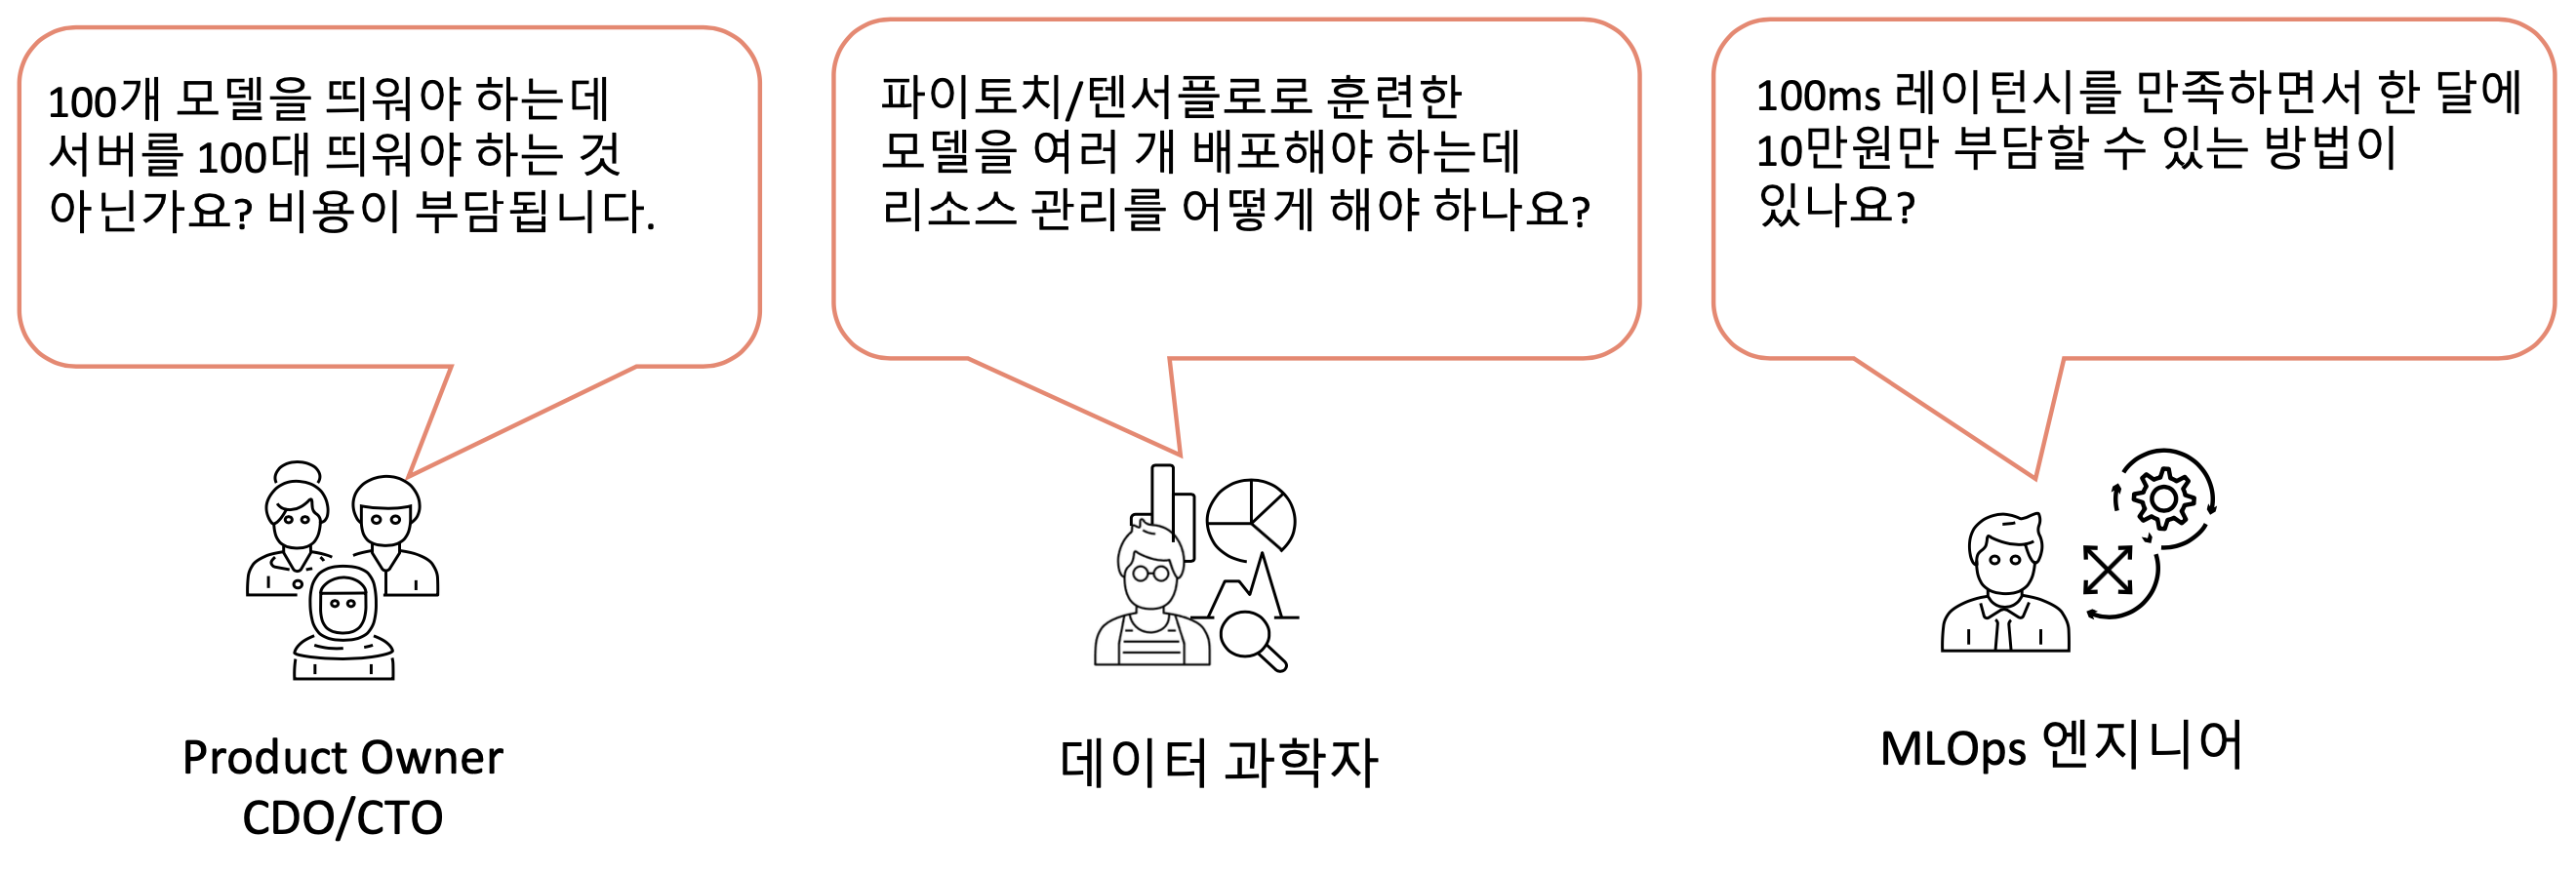 100개 모델을 띄워야 하는데
서버를 100대 띄워야 하는 것
아닌가요? 비용이 부담됩니다.
파이토치/텐서플로로 훈련한
모델을 여러 개 배포해야 하는데
리소스 관리를 어떻게 해야 하나요?
100ms 레이턴시를 만족하면서 한 달에
10만원만 부담할 수 있는 방법이
있나요?
Product Owner
CDO/CTO
데이터 과학자
MLOps 엔지니어